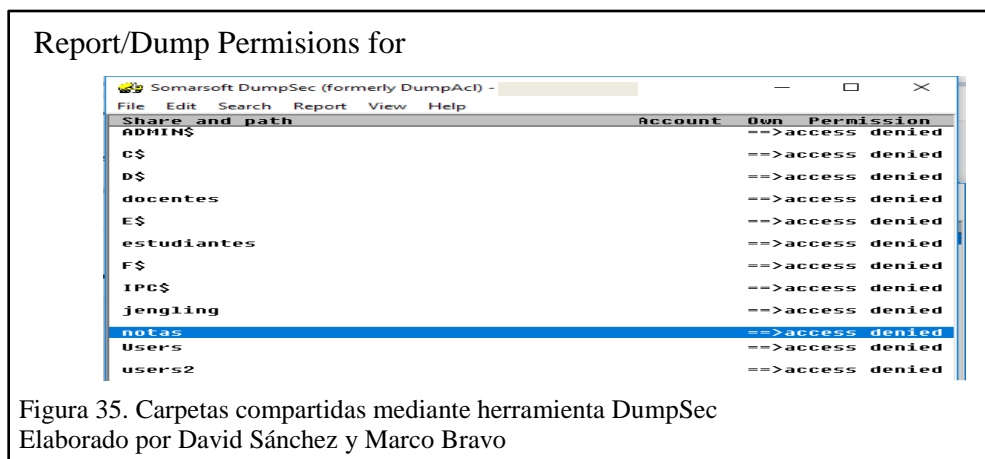 Report/Dump Permisions for
Somarsoft DumpSec (formerly DumpAcl) -
File Edit Search Report View Help
Share and path Account Own Permission
ADMIN$ ==>access denied
C$ ==>access denied
D$ ==>access denied
docentes ==>access denied
E$ ==>access denied
estudiantes ==>access denied
F$ ==>access denied
IPC$ ==>access denied
jengling ==>access denied
notas ==>access denied
Users ==>access denied
users2 ==>access denied
Figura 35. Carpetas compartidas mediante herramienta DumpSec
Elaborado por David Sánchez y Marco Bravo